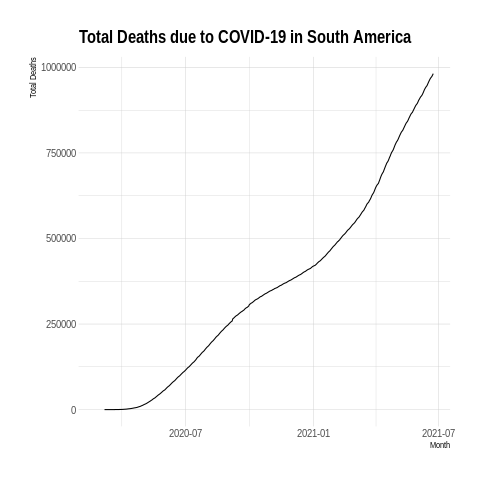 Total Deaths due to COVID-19 in South America
Total Deaths
1000000
750000
500000
250000
0
2020-07 2021-01 2021-07
Month